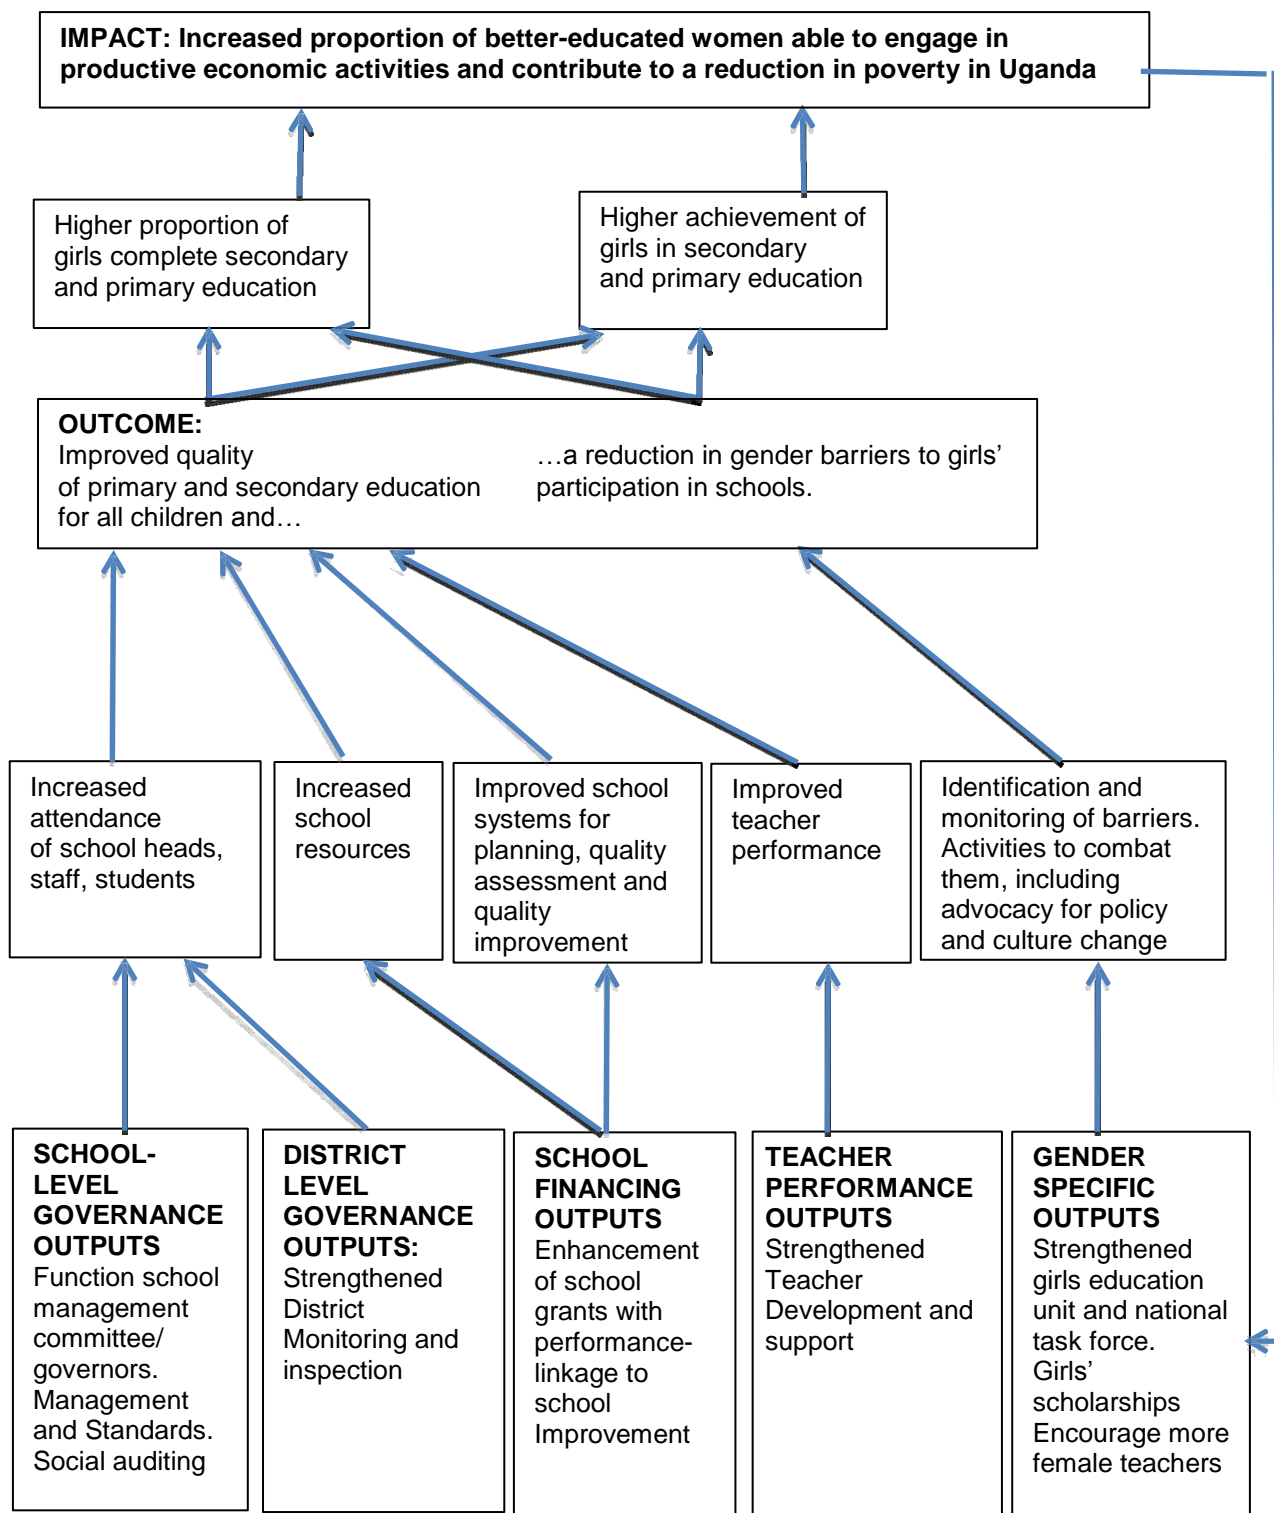 IMPACT: Increased proportion of better-educated women able to engage in
productive economic activities and contribute to a reduction in poverty in Uganda
Higher proportion of
girls complete secondary
and primary education
Higher achievement of
girls in secondary
and primary education
OUTCOME:
Improved quality
of primary and secondary education
for all children and…
…a reduction in gender barriers to girls’
participation in schools.
Increased
attendance
of school heads,
staff, students
Increased
school
resources
Improved school
systems for
planning, quality
assessment and
quality
improvement
Improved
teacher
performance
Identification and
monitoring of barriers.
Activities to combat
them, including
advocacy for policy
and culture change
SCHOOL-
LEVEL
GOVERNANCE
OUTPUTS
Function school
management
committee/
governors.
Management
and Standards.
Social auditing
DISTRICT
LEVEL
GOVERNANCE
OUTPUTS:
Strengthened
District
Monitoring and
inspection
SCHOOL
FINANCING
OUTPUTS
Enhancement
of school
grants with
performance-
linkage to
school
Improvement
TEACHER
PERFORMANCE
OUTPUTS
Strengthened
Teacher
Development and
support
GENDER
SPECIFIC
OUTPUTS
Strengthened
girls education
unit and national
task force.
Girls’
scholarships
Encourage more
female teachers